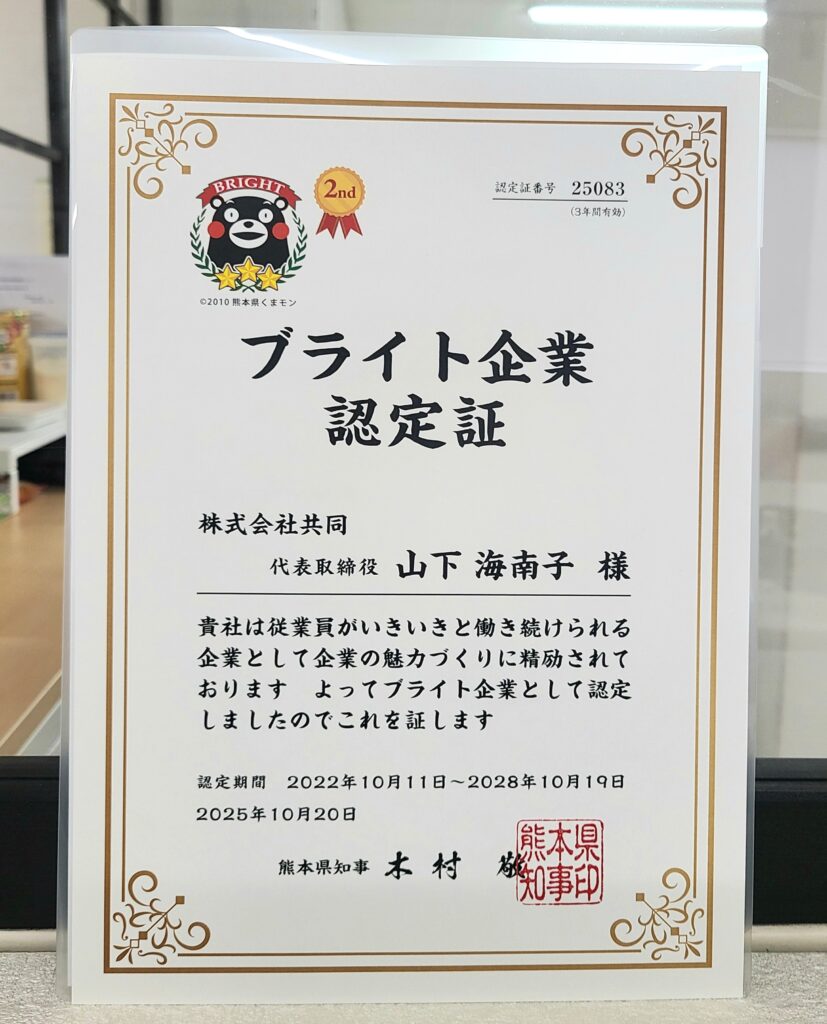 BRIGHT
2nd
認定証番号 25083
(3年間有効)
©2010 熊本県くまモン
ブライト企業
認定証
株式会社共同
代表取締役 山下 海南子 様
貴社は従業員がいきいきと働き続けられる
企業として企業の魅力づくりに精励されて
おります よってブライト企業として認定
しましたのでこれを証します
認定期間 2022年10月11日～2028年10月19日
2025年10月20日
熊本県知事 木村 敬
熊本県
知事印